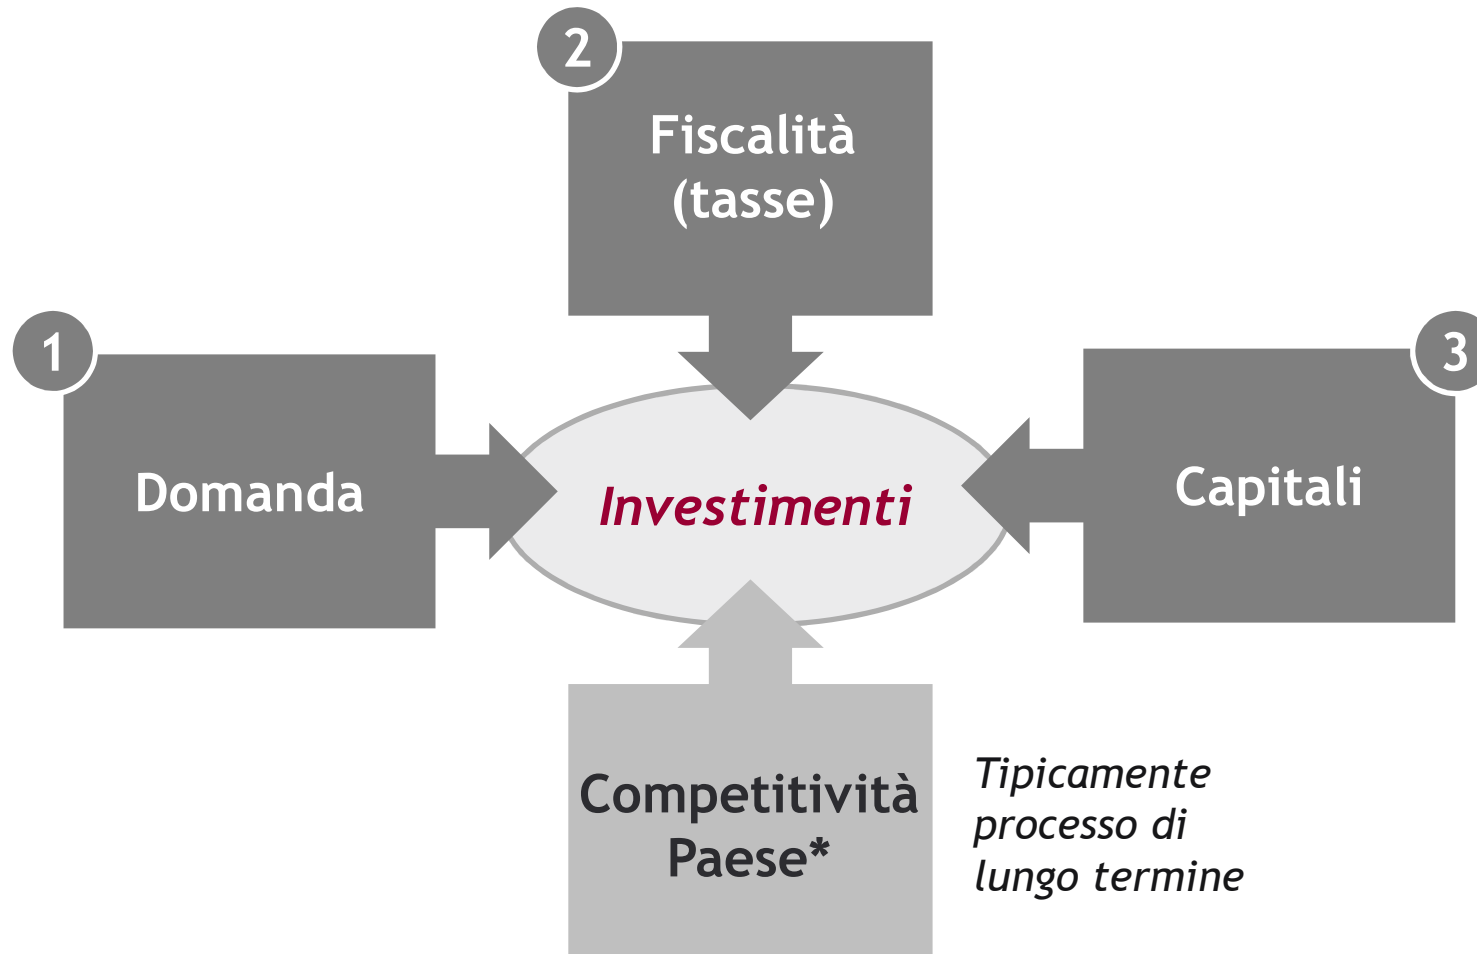 2
Fiscalità
(tasse)
1
Domanda
Investimenti
3
Capitali
Competitività
Paese*
Tipicamente
processo di
lungo termine